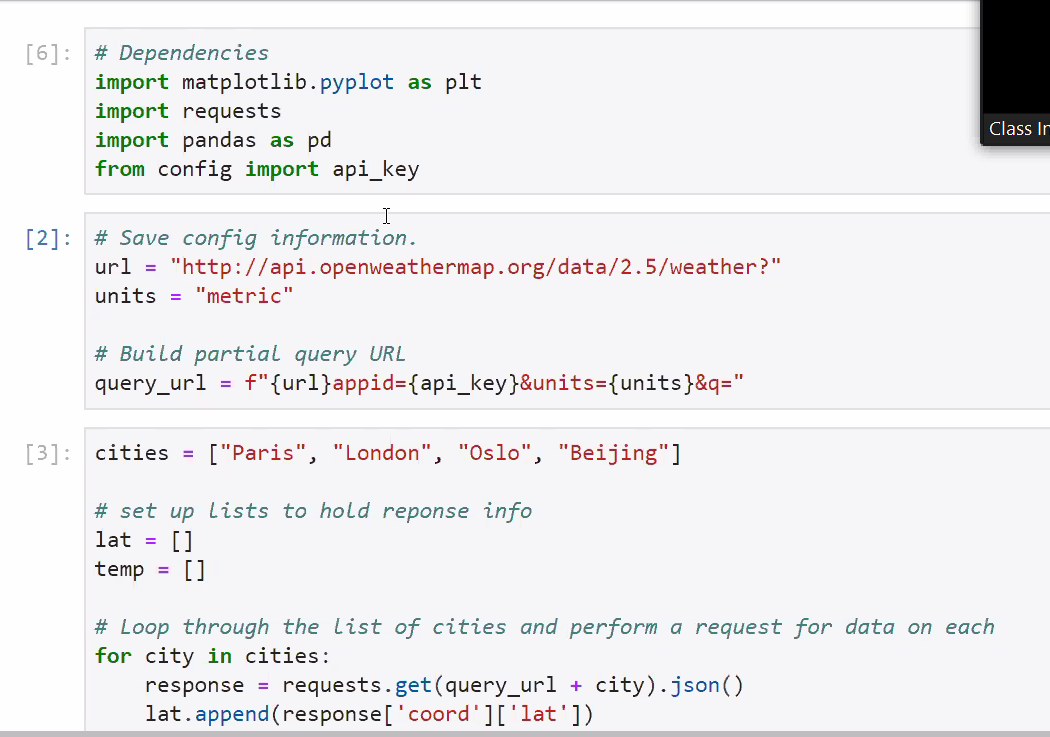 [6]:
# Dependencies
import matplotlib.pyplot as plt
import requests
import pandas as pd
from config import api_key
Class In
[2]:
# Save config information.
url = "http://api.openweathermap.org/data/2.5/weather?"
units = "metric"
# Build partial query URL
query_url = f"{url}appid={api_key}&units={units}&q="
[3]:
cities = ["Paris", "London", "Oslo", "Beijing"]
# set up lists to hold reponse info
lat = []
temp = []
# Loop through the list of cities and perform a request for data on each
for city in cities:
    response = requests.get(query_url + city).json()
    lat.append(response['coord']['lat'])